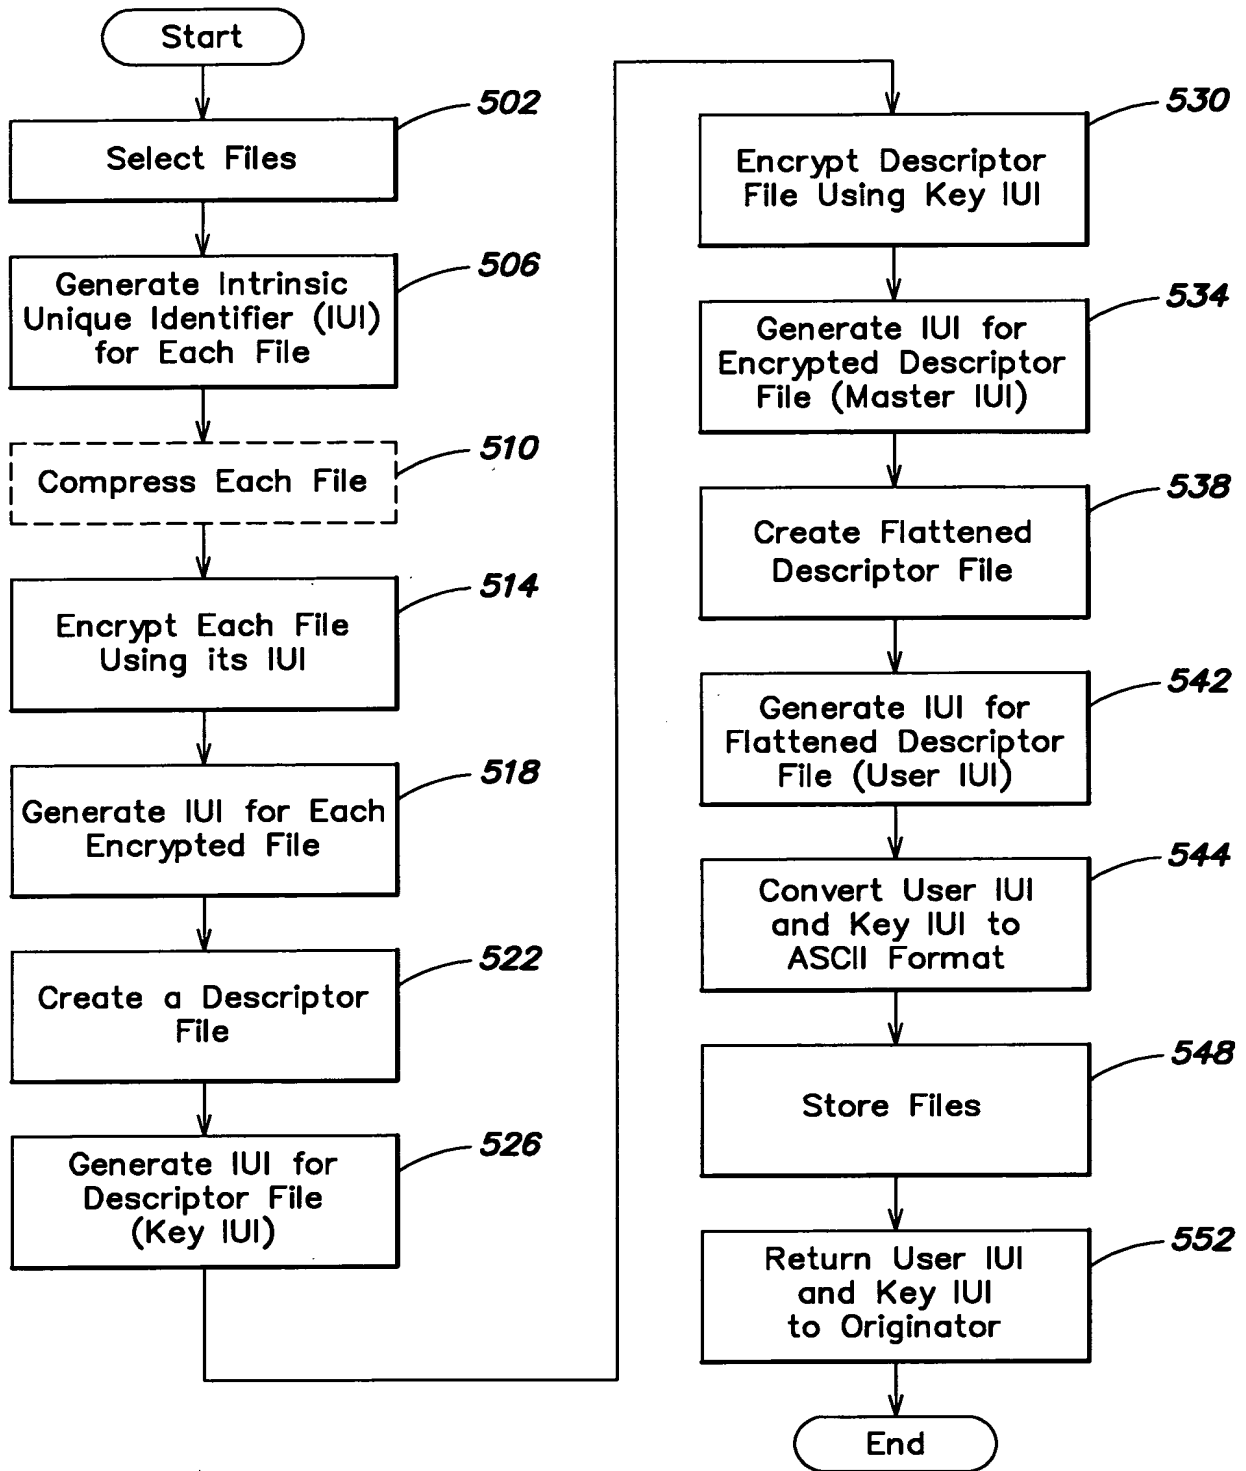 Start
502
Select Files
506
Generate Intrinsic
Unique Identifier (IUI)
for Each File
510
Compress Each File
514
Encrypt Each File
Using its IUI
518
Generate IUI for Each
Encrypted File
522
Create a Descriptor
File
526
Generate IUI for
Descriptor File
(Key IUI)
530
Encrypt Descriptor
File Using Key IUI
534
Generate IUI for
Encrypted Descriptor
File (Master IUI)
538
Create Flattened
Descriptor File
542
Generate IUI for
Flattened Descriptor
File (User IUI)
544
Convert User IUI
and Key IUI to
ASCII Format
548
Store Files
552
Return User IUI
and Key IUI
to Originator
End